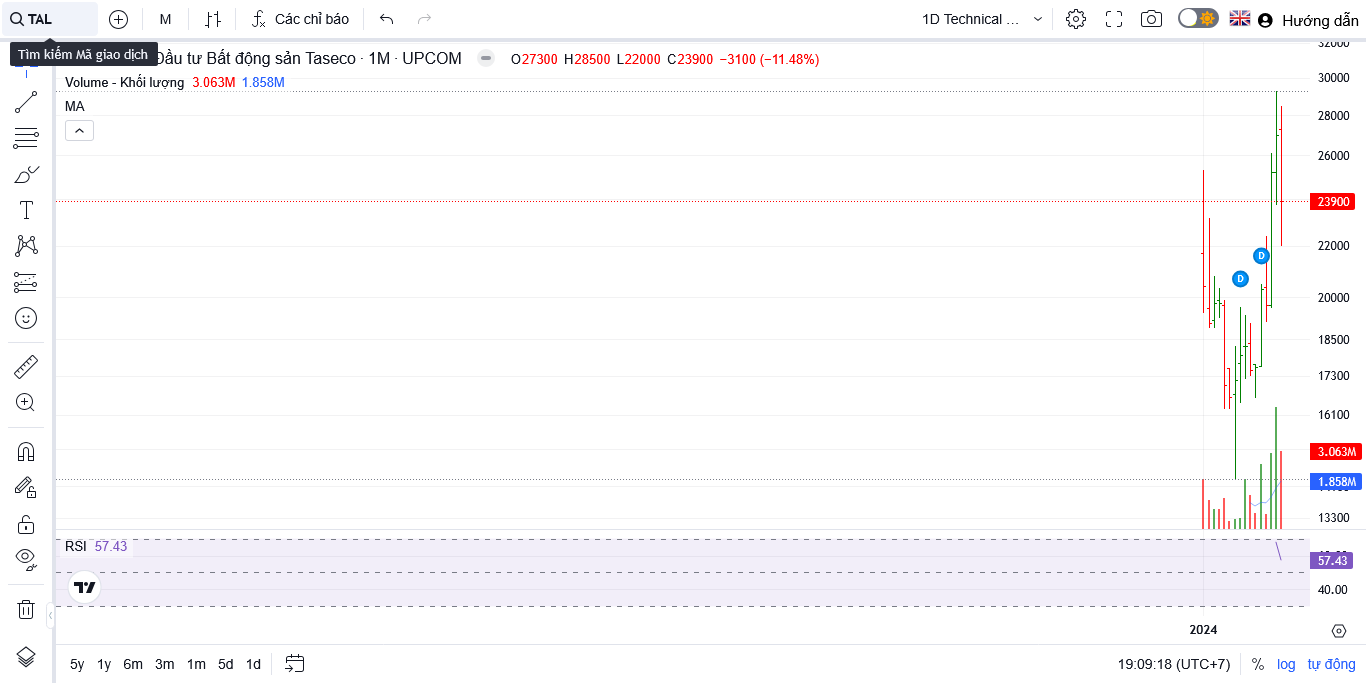 TAL
M
Các chỉ báo
1D Technical ...
Hướng dẫn
Tìm kiếm Mã giao dịch
Đầu tư Bất động sản Taseco · 1M · UPCOM
O27300 H28500 L22000 C23900 −3100 (−11.48%)
Volume - Khối lượng 3.063M 1.858M
MA
32000
30000
28000
26000
23900
22000
20000
18500
17300
16100
3.063M
1.858M
13300
D
D
RSI 57.43
57.43
40.00
2024
5y 1y 6m 3m 1m 5d 1d
19:09:18 (UTC+7)
% log tự động